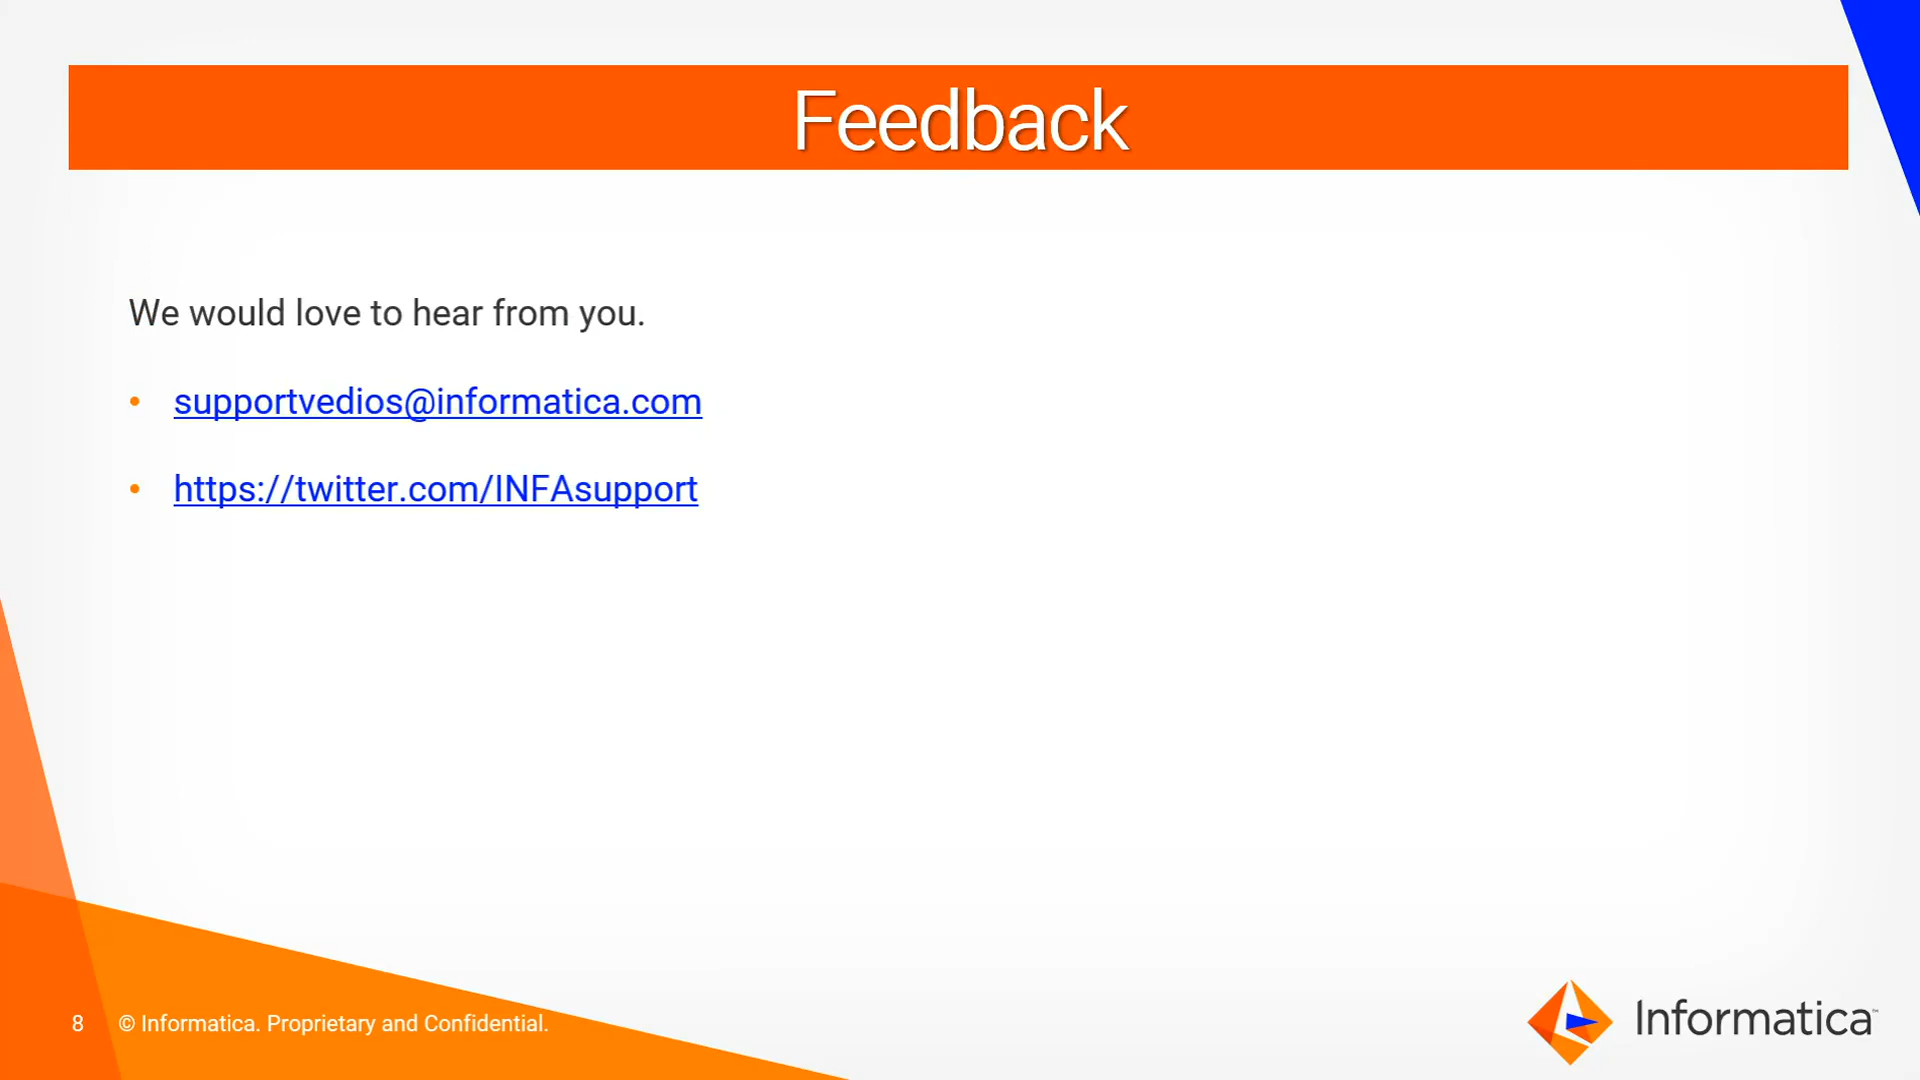 Feedback
We would love to hear from you.
• supportvedios@informatica.com
• https://twitter.com/INFAsupport
8 © Informatica. Proprietary and Confidential.
Informatica™